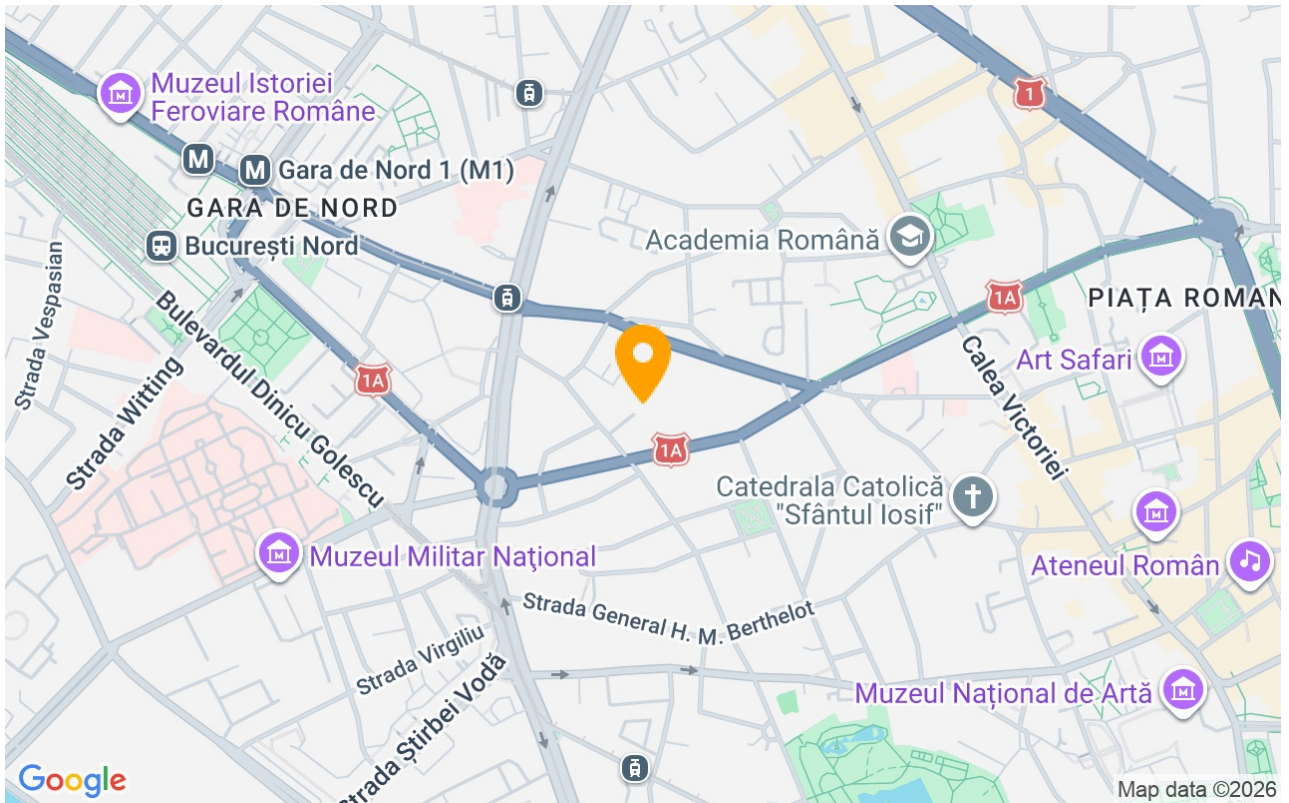 Muzeul Istoriei
Feroviare Române
1
M
M
Gara de Nord 1 (M1)
GARA DE NORD
București Nord
Academia Română
1A
PIAȚA ROMAN
Strada Vespasian
Bulevardul Dinicu Golescu
Strada Witting
1A
Calea Victoriei
Art Safari
1A
Catedrala Catolică
"Sfântul Iosif"
Muzeul Militar Naţional
Ateneul Român
Strada General H. M. Berthelot
Strada Virgiliu
Strada Știrbei Vodă
Muzeul Național de Artă
Google
Map data ©2026